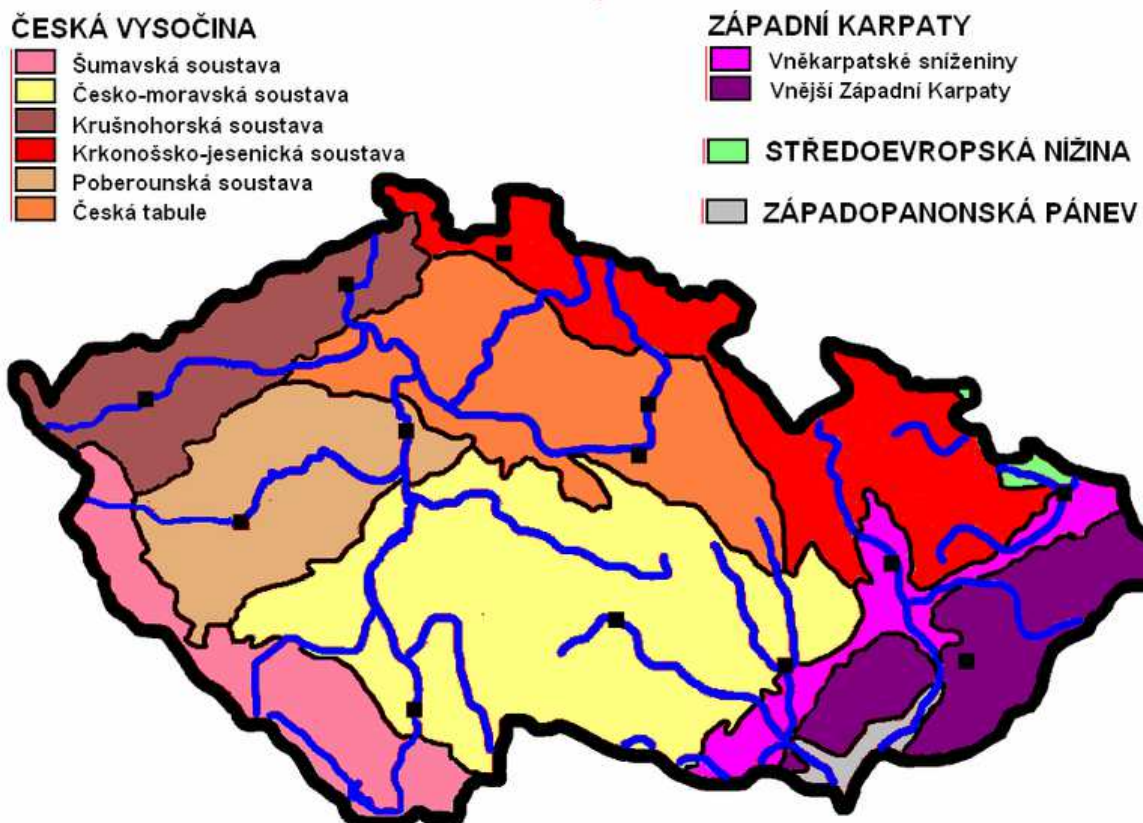 ČESKÁ VYSOČINA
Šumavská soustava
Česko-moravská soustava
Krušnohorská soustava
Krkonošsko-jesenická soustava
Poberounská soustava
Česká tabule
ZÁPADNÍ KARPATY
Vněkarpatské sníženiny
Vnější Západní Karpaty
STŘEDOEVROPSKÁ NÍŽINA
ZÁPADOPANONSKÁ PÁNEV